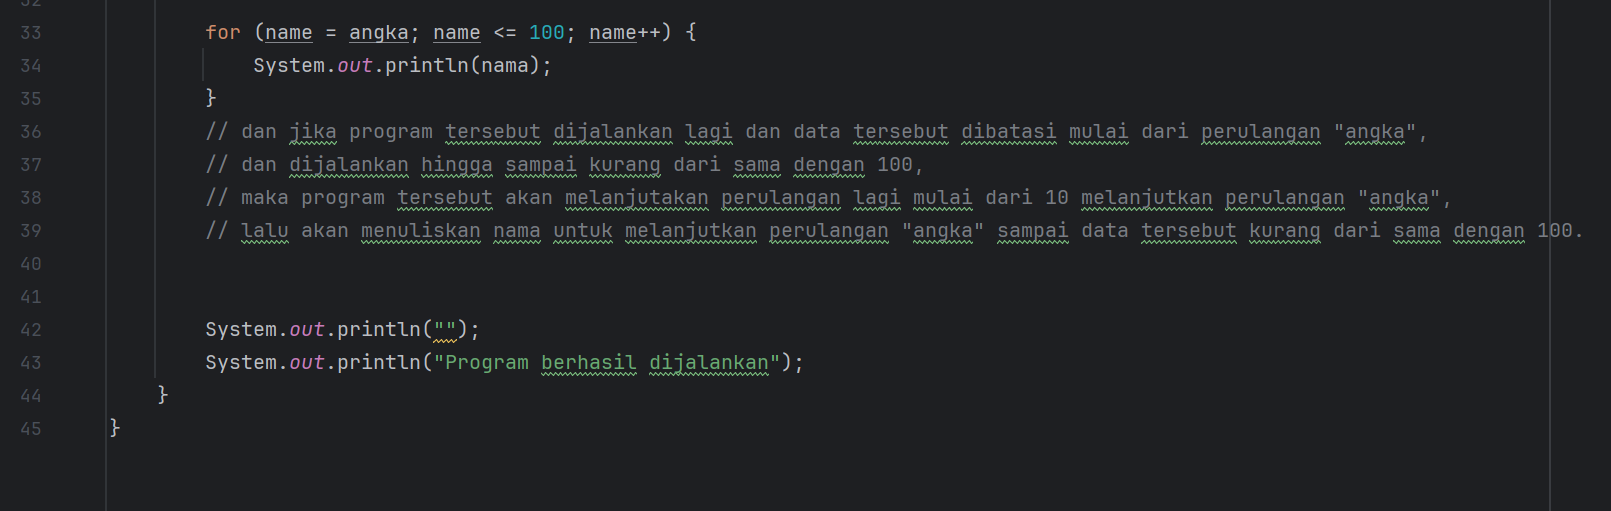 32
33 for (name = angka; name <= 100; name++) {
34 System.out.println(nama);
35 }
36 // dan jika program tersebut dijalankan lagi dan data tersebut dibatasi mulai dari perulangan "angka",
37 // dan dijalankan hingga sampai kurang dari sama dengan 100,
38 // maka program tersebut akan melanjutakan perulangan lagi mulai dari 10 melanjutkan perulangan "angka",
39 // lalu akan menuliskan nama untuk melanjutkan perulangan "angka" sampai data tersebut kurang dari sama dengan 100.
40
41
42 System.out.println("");
43 System.out.println("Program berhasil dijalankan");
44 }
45 }